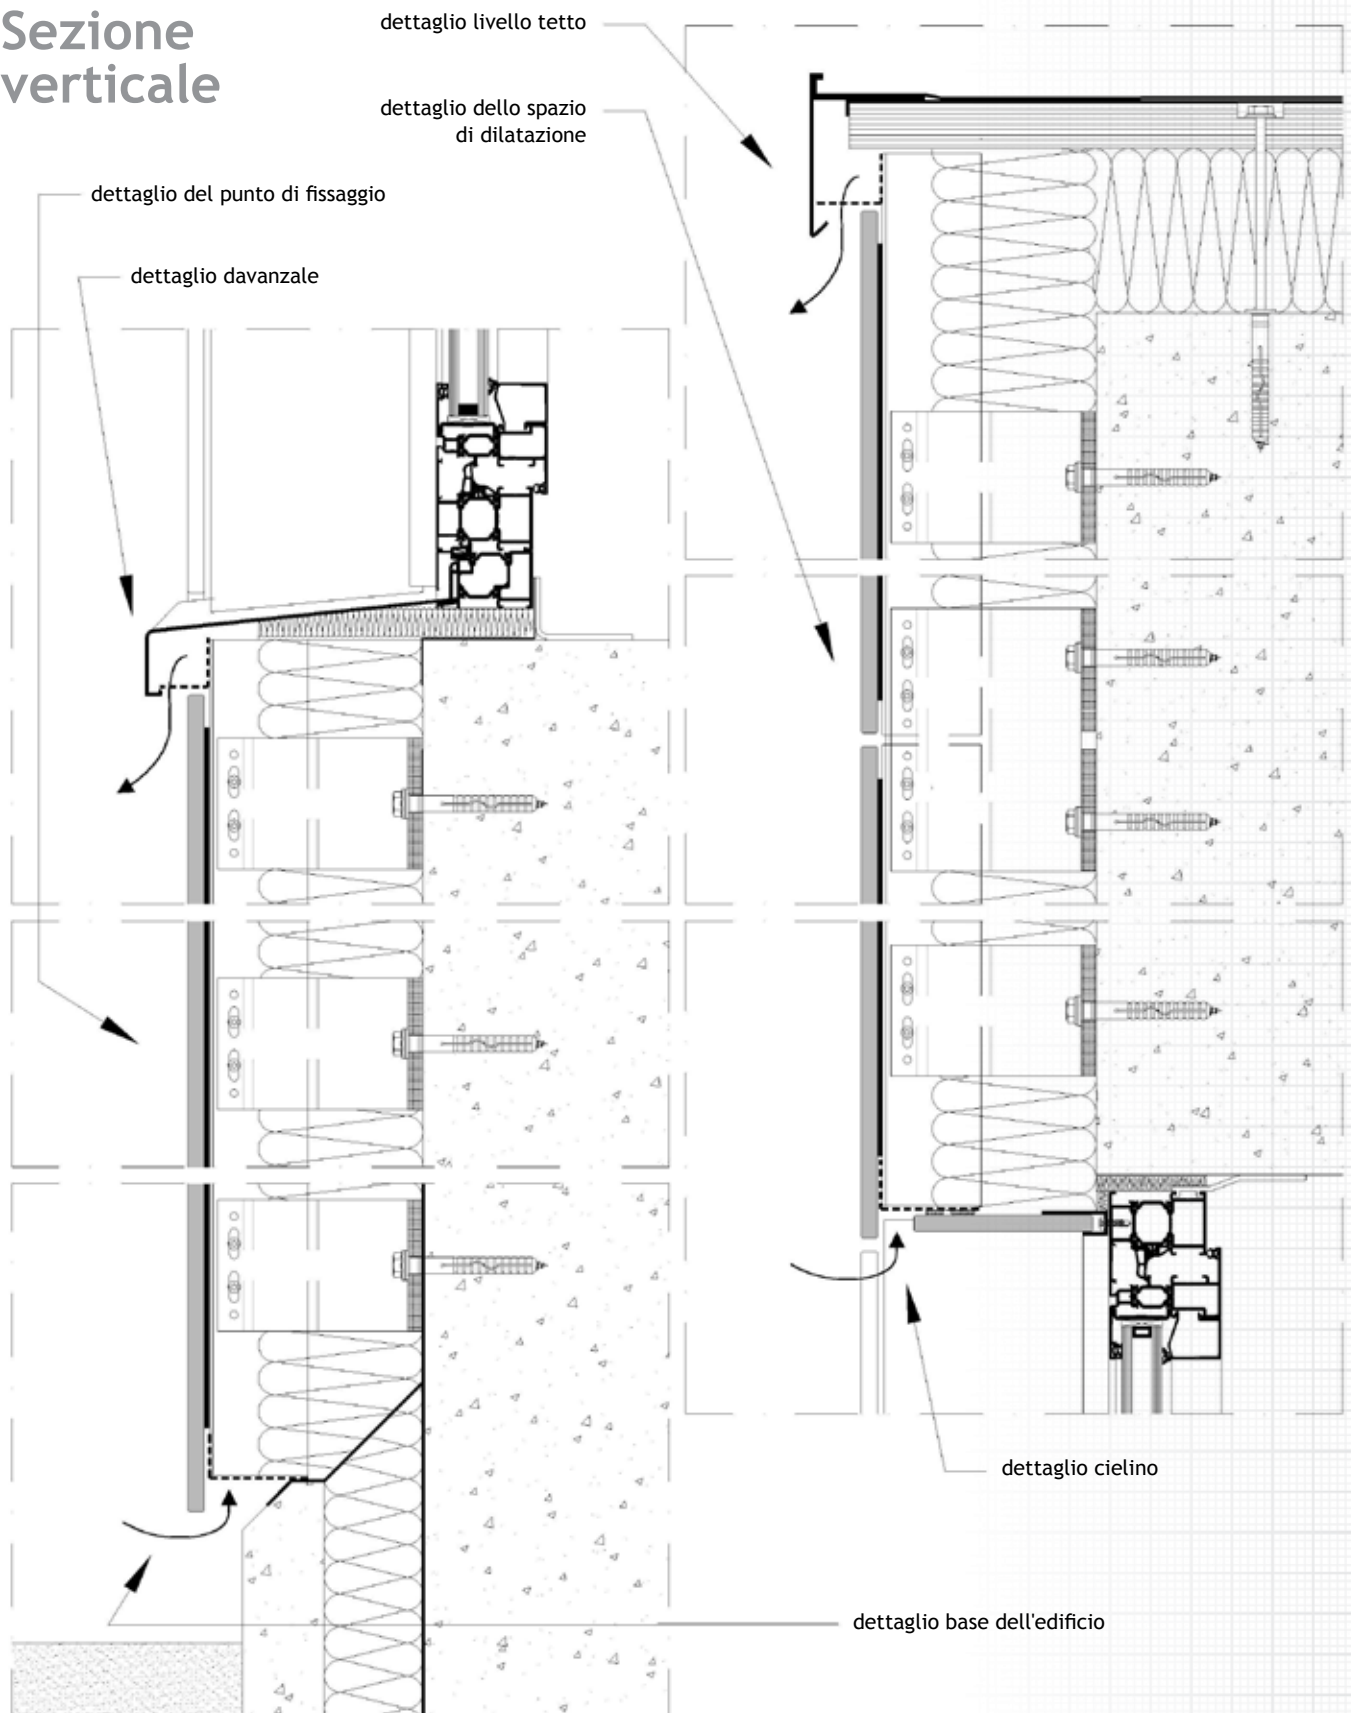 Sezione
verticale
dettaglio livello tetto
dettaglio dello spazio
di dilatazione
dettaglio del punto di fissaggio
dettaglio davanzale
dettaglio cielino
dettaglio base dell'edificio